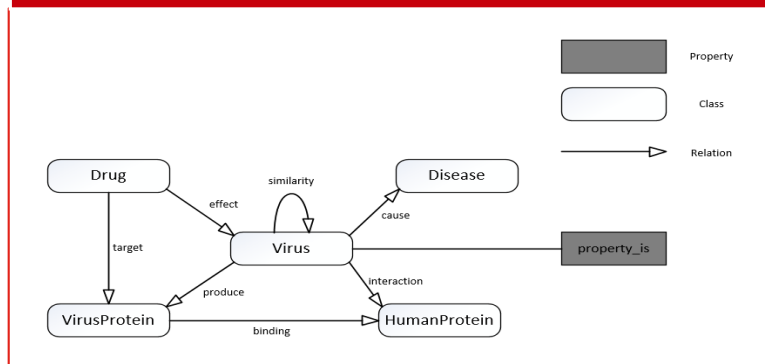 Property
Class
Relation
Drug
similarity
Disease
effect
cause
target
Virus
property_is
produce
interaction
VirusProtein
binding
HumanProtein